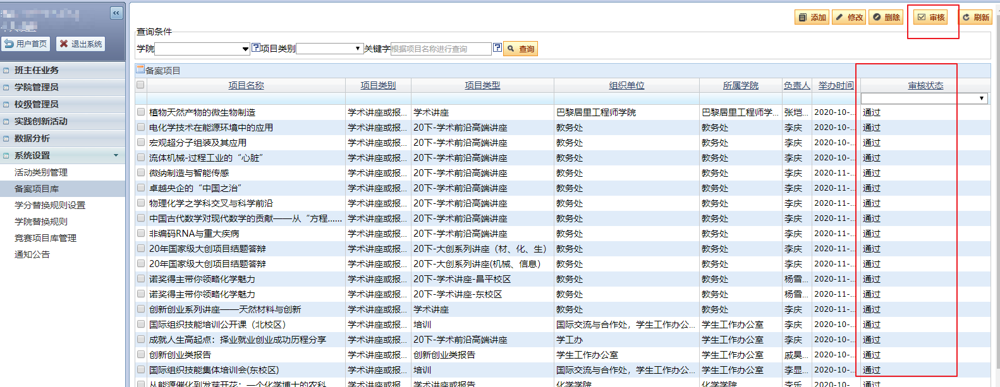 <<
用户首页 退出系统
班主任业务
学院管理员
校级管理员
实践创新活动
数据分析
系统设置
活动类别管理
备案项目库
学分替换规则设置
学院替换规则
竞赛项目库管理
通知公告
添加 修改 删除 审核 刷新
查询条件
学院 ? 项目类别 关键字 根据项目名称进行查询 ? 查询
备案项目
项目名称 项目类别 项目类型 组织单位 所属学院 负责人 举办时间 审核状态
植物天然产物的微生物制造 学术讲座或报... 学术讲座 巴黎居里工程师学院 巴黎居里工程师学... 张垲... 2020-10-... 通过
电化学技术在能源环境中的应用 学术讲座或报... 20下-学术前沿高端讲座 教务处 教务处 李庆 2020-10-... 通过
宏观超分子组装及其应用 学术讲座或报... 20下-学术前沿高端讲座 教务处 教务处 李庆 2020-10-... 通过
流体机械-过程工业的“心脏” 学术讲座或报... 20下-学术前沿高端讲座 教务处 教务处 李庆 2020-10-... 通过
微纳制造与智能传感 学术讲座或报... 20下-学术前沿高端讲座 教务处 教务处 李庆 2020-11-... 通过
卓越央企的“中国之治” 学术讲座或报... 20下-学术前沿高端讲座 教务处 教务处 李庆 2020-11-... 通过
物理化学之学科交叉与科学前沿 学术讲座或报... 20下-学术前沿高端讲座 教务处 教务处 李庆 2020-11-... 通过
中国古代数学对现代数学的贡献——从“方程...... 学术讲座或报... 20下-学术前沿高端讲座 教务处 教务处 李庆 2020-11-... 通过
非编码RNA与重大疾病 学术讲座或报... 20下-学术前沿高端讲座 教务处 教务处 李庆 2020-11-... 通过
20年国家级大创项目结题答辩 学术讲座或报... 20下-大创系列讲座（材、化、生） 教务处 教务处 李庆 2020-11-... 通过
20年国家级大创项目结题答辩 学术讲座或报... 20下-大创系列讲座(机械、信息） 教务处 教务处 李庆 2020-11-... 通过
诺奖得主带你领略化学魅力 学术讲座或报... 20下-学术讲座-昌平校区 教务处 教务处 杨雪... 2020-11-... 通过
诺奖得主带你领略化学魅力 学术讲座或报... 20下-学术讲座-东校区 教务处 教务处 杨雪... 2020-11-... 通过
创新创业系列讲座——天然材料与创新 学术讲座或报... 学术讲座 教务处 教务处 李庆 2020-11-... 通过
国际组织技能培训公开课（北校区） 学术讲座或报... 培训 国际交流与合作处，学生工作办公... 学生工作办公室 李庆 2020-10-... 通过
成就人生高起点：择业就业创业成功历程分享 学术讲座或报... 20下-学术前沿高端讲座 学工办 学生工作办公室 李庆 2020-10-... 通过
创新创业类报告 学术讲座或报... 创新创业类报告 学生工作办公室 学生工作办公室 戚昊... 2020-10-... 通过
国际组织技能集体培训会(东校区) 学术讲座或报... 培训 国际交流与合作处，学生工作办公... 学生工作办公室 李显... 2020-10-... 通过
从能源催化到发芽开花：一个化学博士的农科... 学术讲座或报... 学术讲座或报告 化学学院 化学学院 李乐 2020-10-... 通过